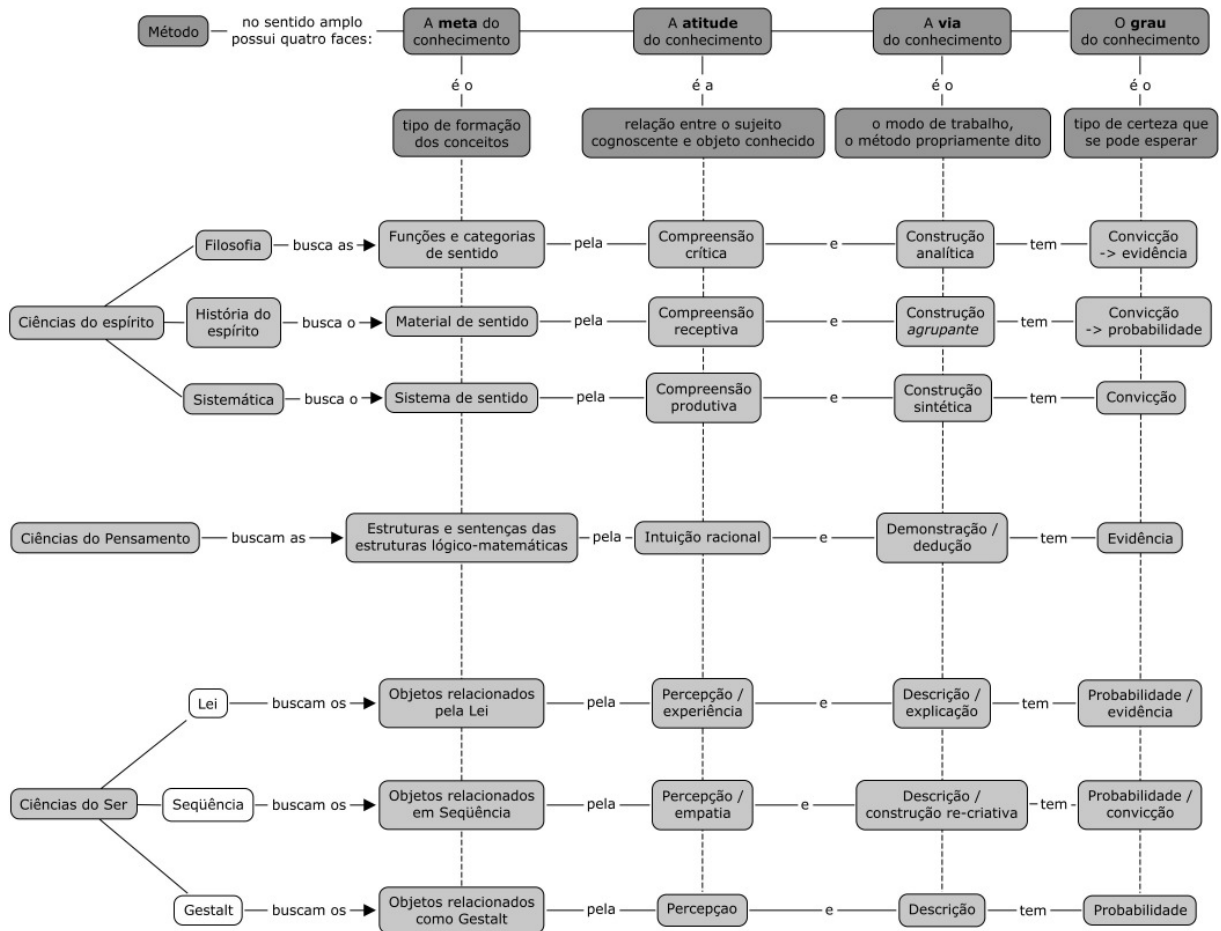 Método
no sentido amplo
possui quatro faces:
A meta do
conhecimento
A atitude
do conhecimento
A via
do conhecimento
O grau
do conhecimento
é o
é a
é o
é o
tipo de formação
dos conceitos
relação entre o sujeito
cognoscente e objeto conhecido
o modo de trabalho,
o método propriamente dito
tipo de certeza que
se pode esperar
Ciências do espírito
Filosofia
busca as
Funções e categorias
de sentido
pela
Compreensão
crítica
e
Construção
analítica
tem
Convicção
-> evidência
História do
espírito
busca o
Material de sentido
pela
Compreensão
receptiva
e
Construção
agrupante
tem
Convicção
-> probabilidade
Sistemática
busca o
Sistema de sentido
pela
Compreensão
produtiva
e
Construção
sintética
tem
Convicção
Ciências do Pensamento
buscam as
Estruturas e sentenças das
estruturas lógico-matemáticas
pela
Intuição racional
e
Demonstração /
dedução
tem
Evidência
Ciências do Ser
Lei
buscam os
Objetos relacionados
pela Lei
pela
Percepção /
experiência
e
Descrição /
explicação
tem
Probabilidade /
evidência
Seqüência
buscam os
Objetos relacionados
em Seqüência
pela
Percepção /
empatia
e
Descrição /
construção re-criativa
tem
Probabilidade /
convicção
Gestalt
buscam os
Objetos relacionados
como Gestalt
pela
Percepçao
e
Descrição
tem
Probabilidade